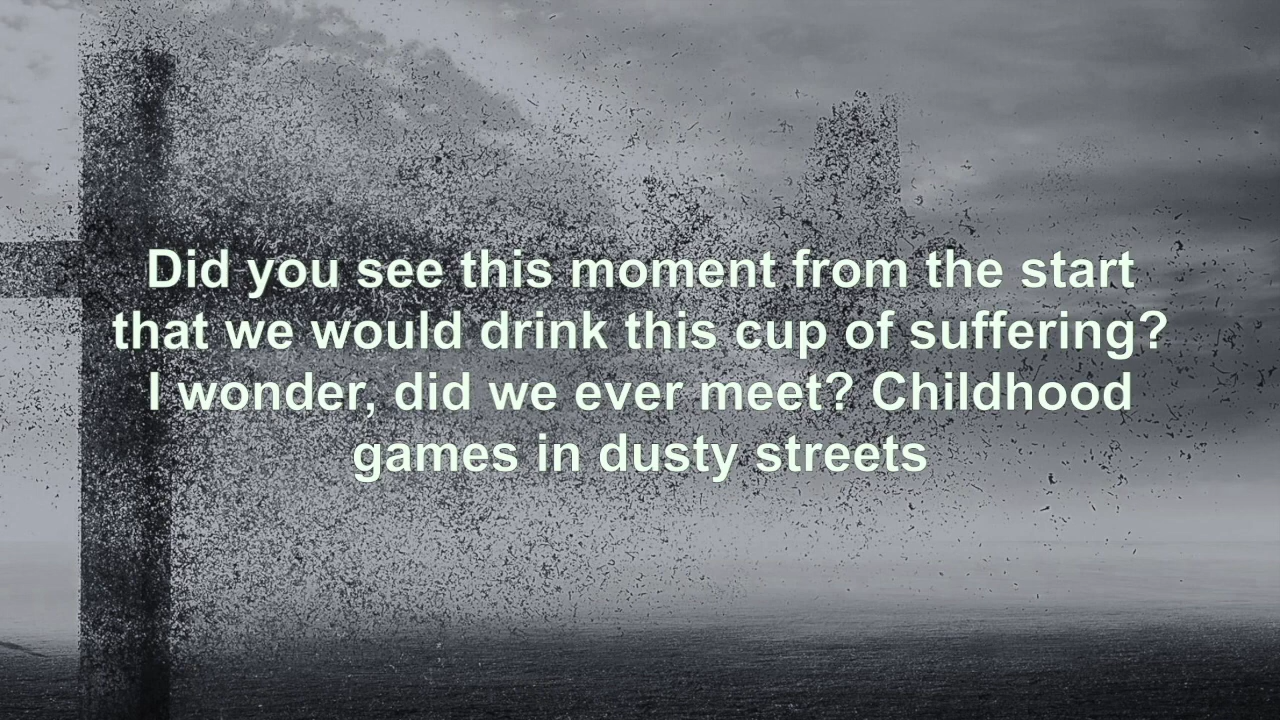 Did you see this moment from the start
that we would drink this cup of suffering?
I wonder, did we ever meet? Childhood
games in dusty streets